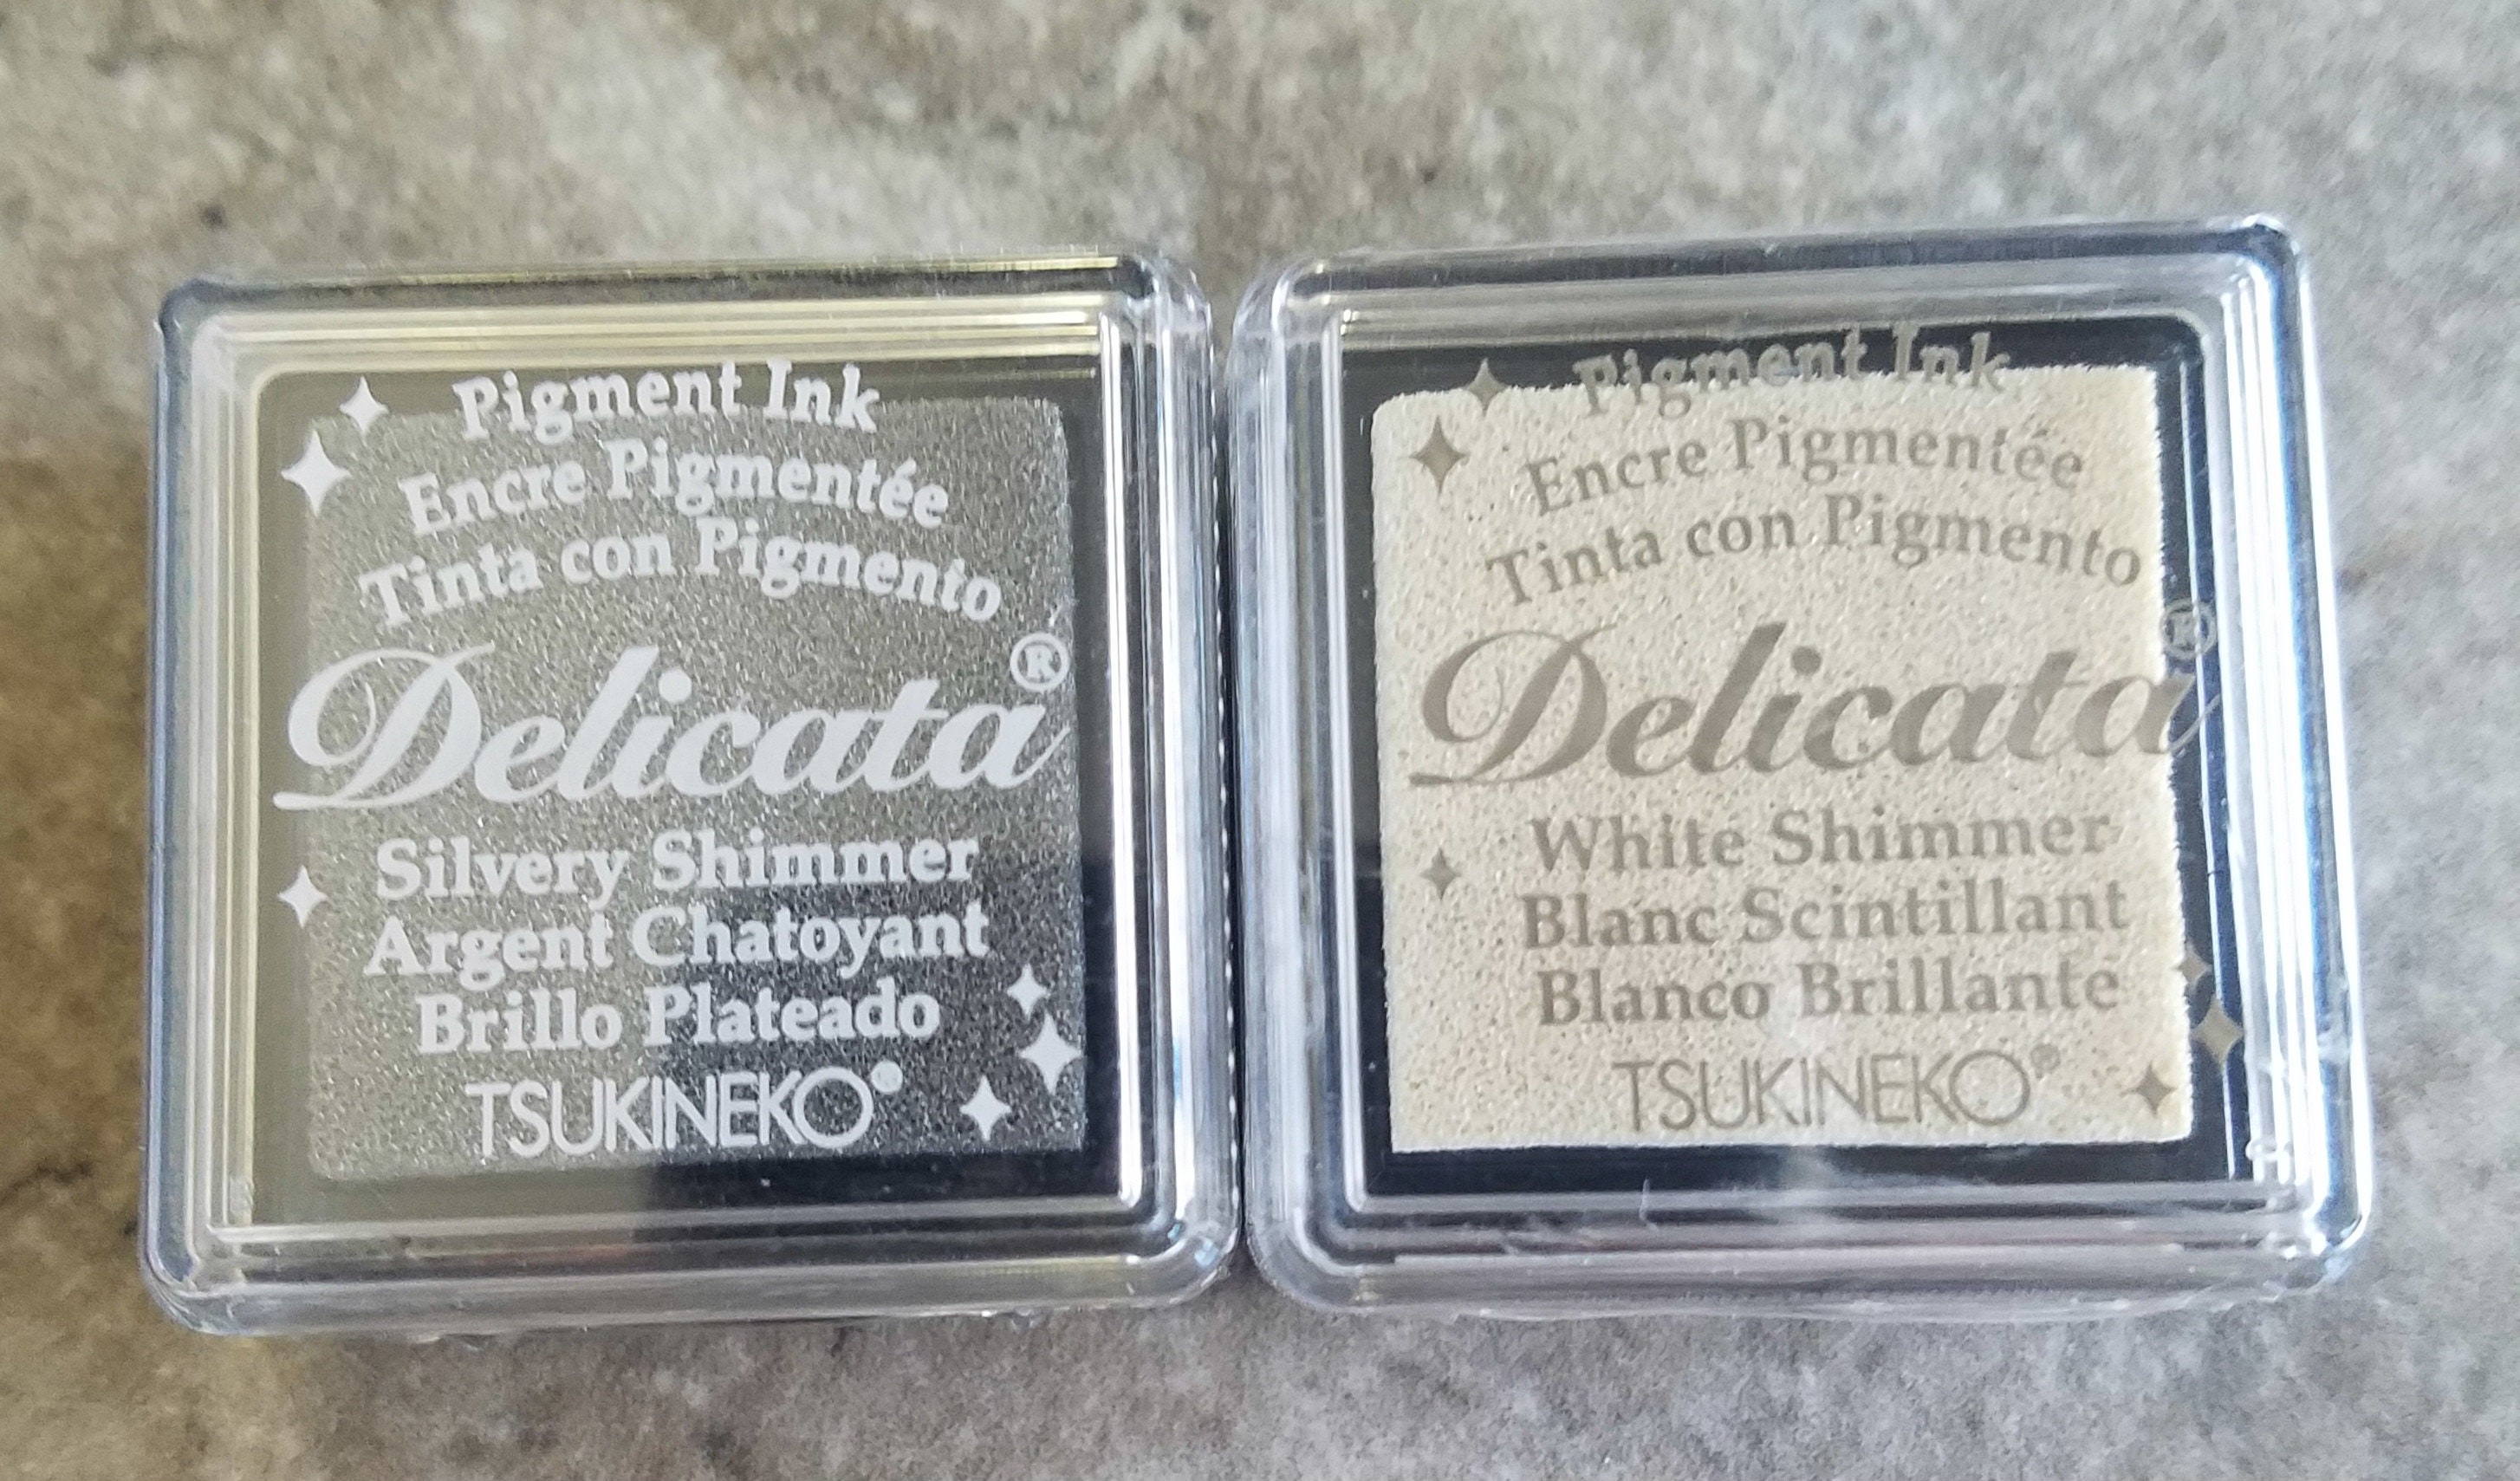 Pigment Ink
Encre Pigmentée
Tinta con Pigmento
Delicata®
Silvery Shimmer
Argent Chatoyant
Brillo Plateado
TSUKINEKO®
Pigment Ink
Encre Pigmentée
Tinta con Pigmento
Delicata®
White Shimmer
Blanc Scintillant
Blanco Brillante
TSUKINEKO®